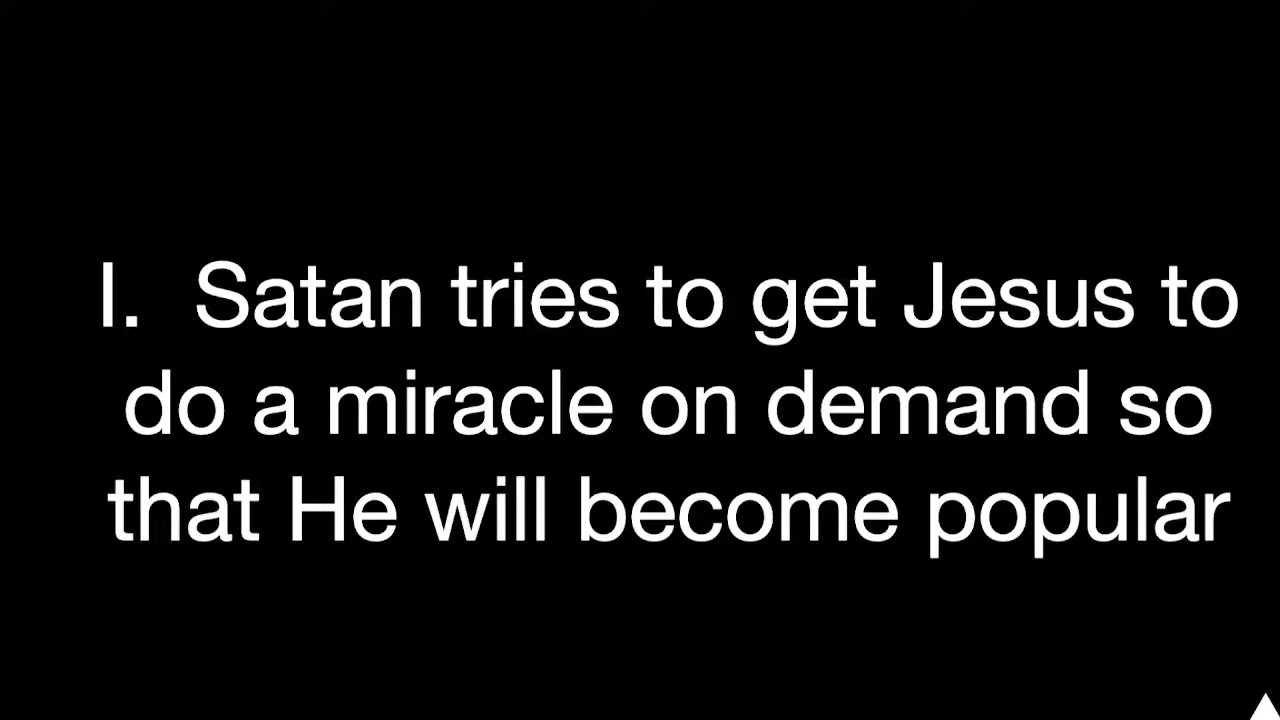 I.  Satan tries to get Jesus to
do a miracle on demand so
that He will become popular